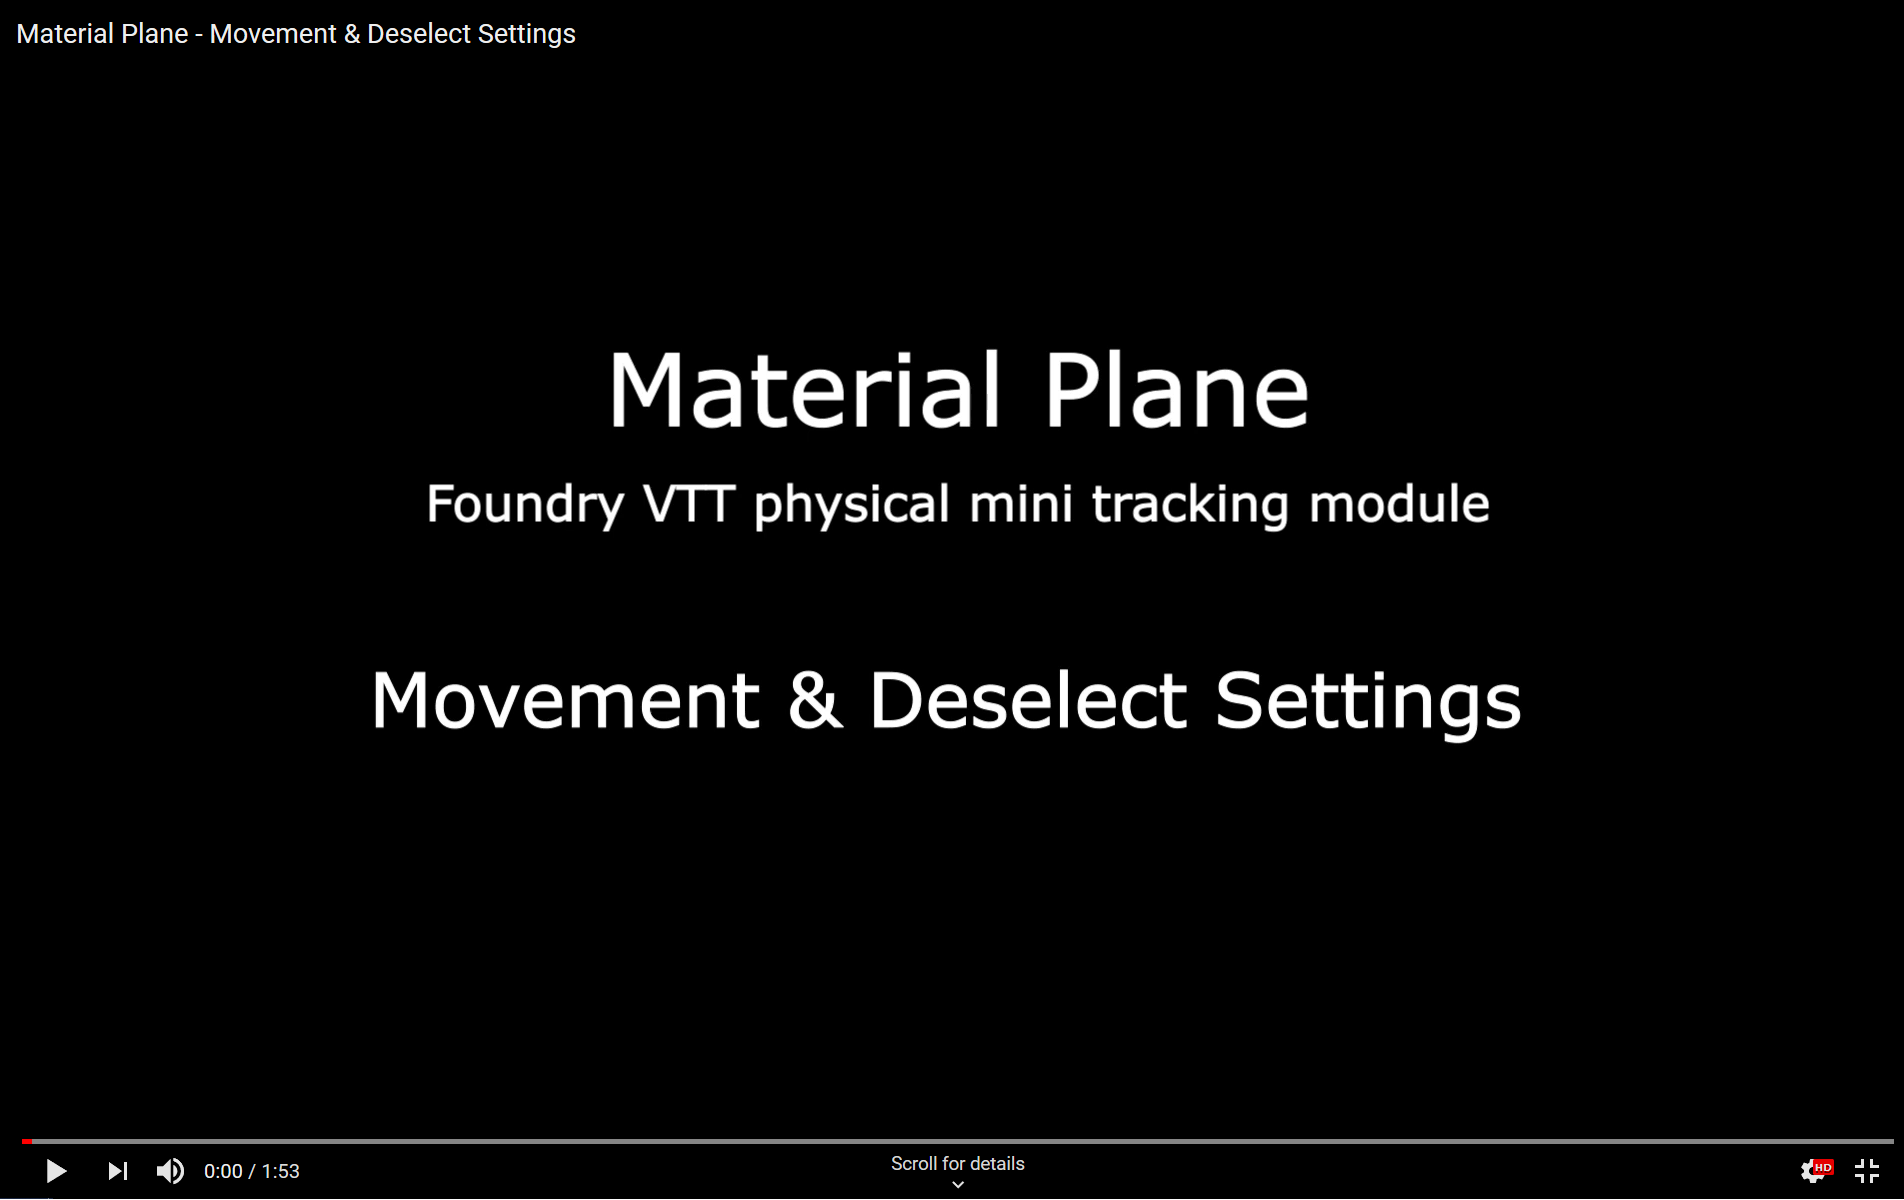 Material Plane - Movement & Deselect Settings
Material Plane
Foundry VTT physical mini tracking module
Movement & Deselect Settings
0:00 / 1:53
Scroll for details
HD